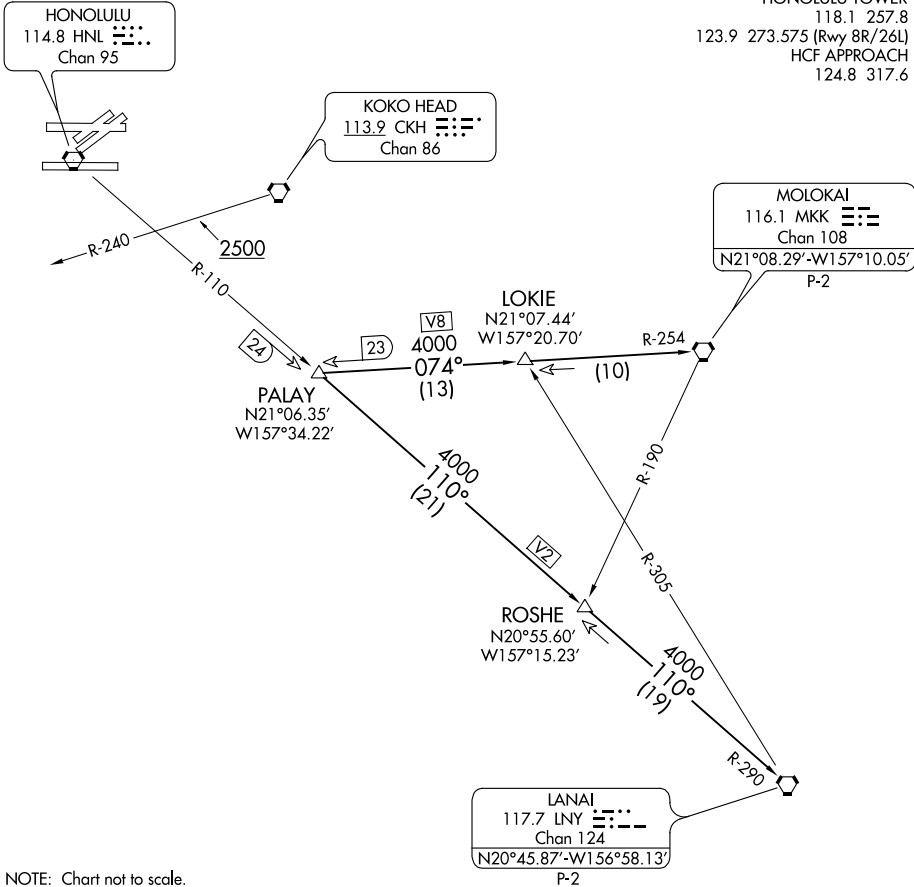 HONOLULU TOWER
118.1 257.8
123.9 273.575 (Rwy 8R/26L)
HCF APPROACH
124.8 317.6
HONOLULU
114.8 HNL
Chan 95
KOKO HEAD
113.9 CKH
Chan 86
MOLOKAI
116.1 MKK
Chan 108
N21°08.29'-W157°10.05'
P-2
R-240
2500
R-110
24
23
V8
4000
074°
(13)
LOKIE
N21°07.44'
W157°20.70'
R-254
(10)
PALAY
N21°06.35'
W157°34.22'
4000
110°
(21)
R-190
V2
R-305
ROSHE
N20°55.60'
W157°15.23'
4000
110°
(19)
R-290
LANAI
117.7 LNY
Chan 124
N20°45.87'-W156°58.13'
P-2
NOTE: Chart not to scale.